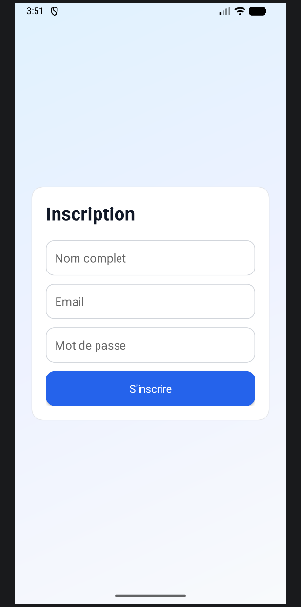 3:51
Inscription
Nom complet
Email
Mot de passe
S'inscrire